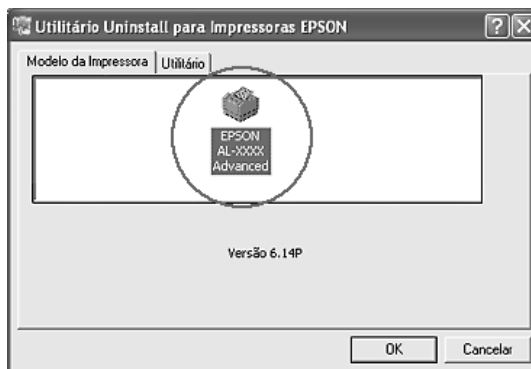 Utilitário Uninstall para Impressoras EPSON
Modelo da Impressora Utilitário
EPSON
AL-XXXX
Advanced
Versão 6.14P
OK Cancelar